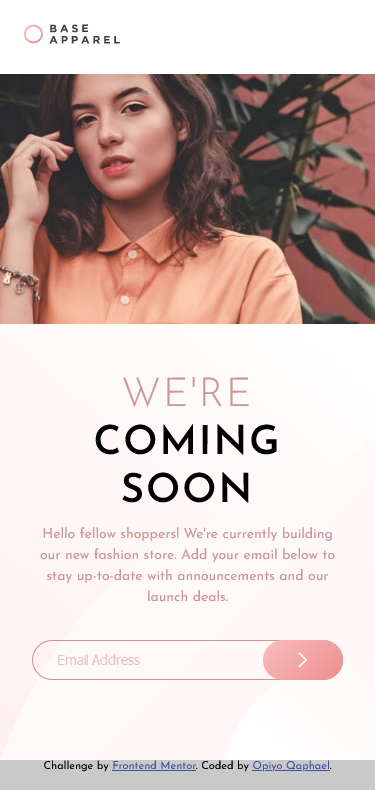 BASE
APPAREL
WE'RE
COMING
SOON
Hello fellow shoppers! We're currently building
our new fashion store. Add your email below to
stay up-to-date with announcements and our
launch deals.
Email Address
Challenge by Frontend Mentor. Coded by Opiyo Qaphael.